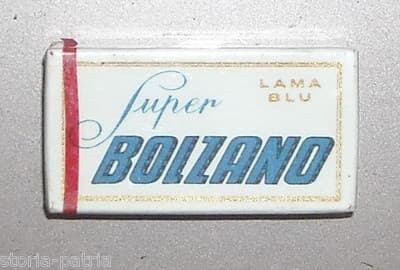 LAMA
BLU
Super
BOLZANO
storia-patria